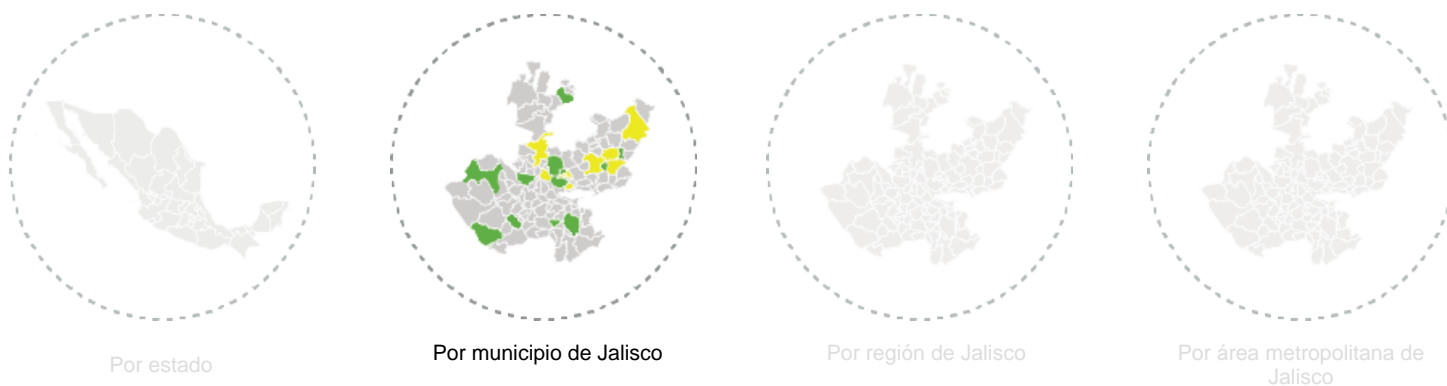 Por estado
Por municipio de Jalisco
Por región de Jalisco
Por área metropolitana de
Jalisco